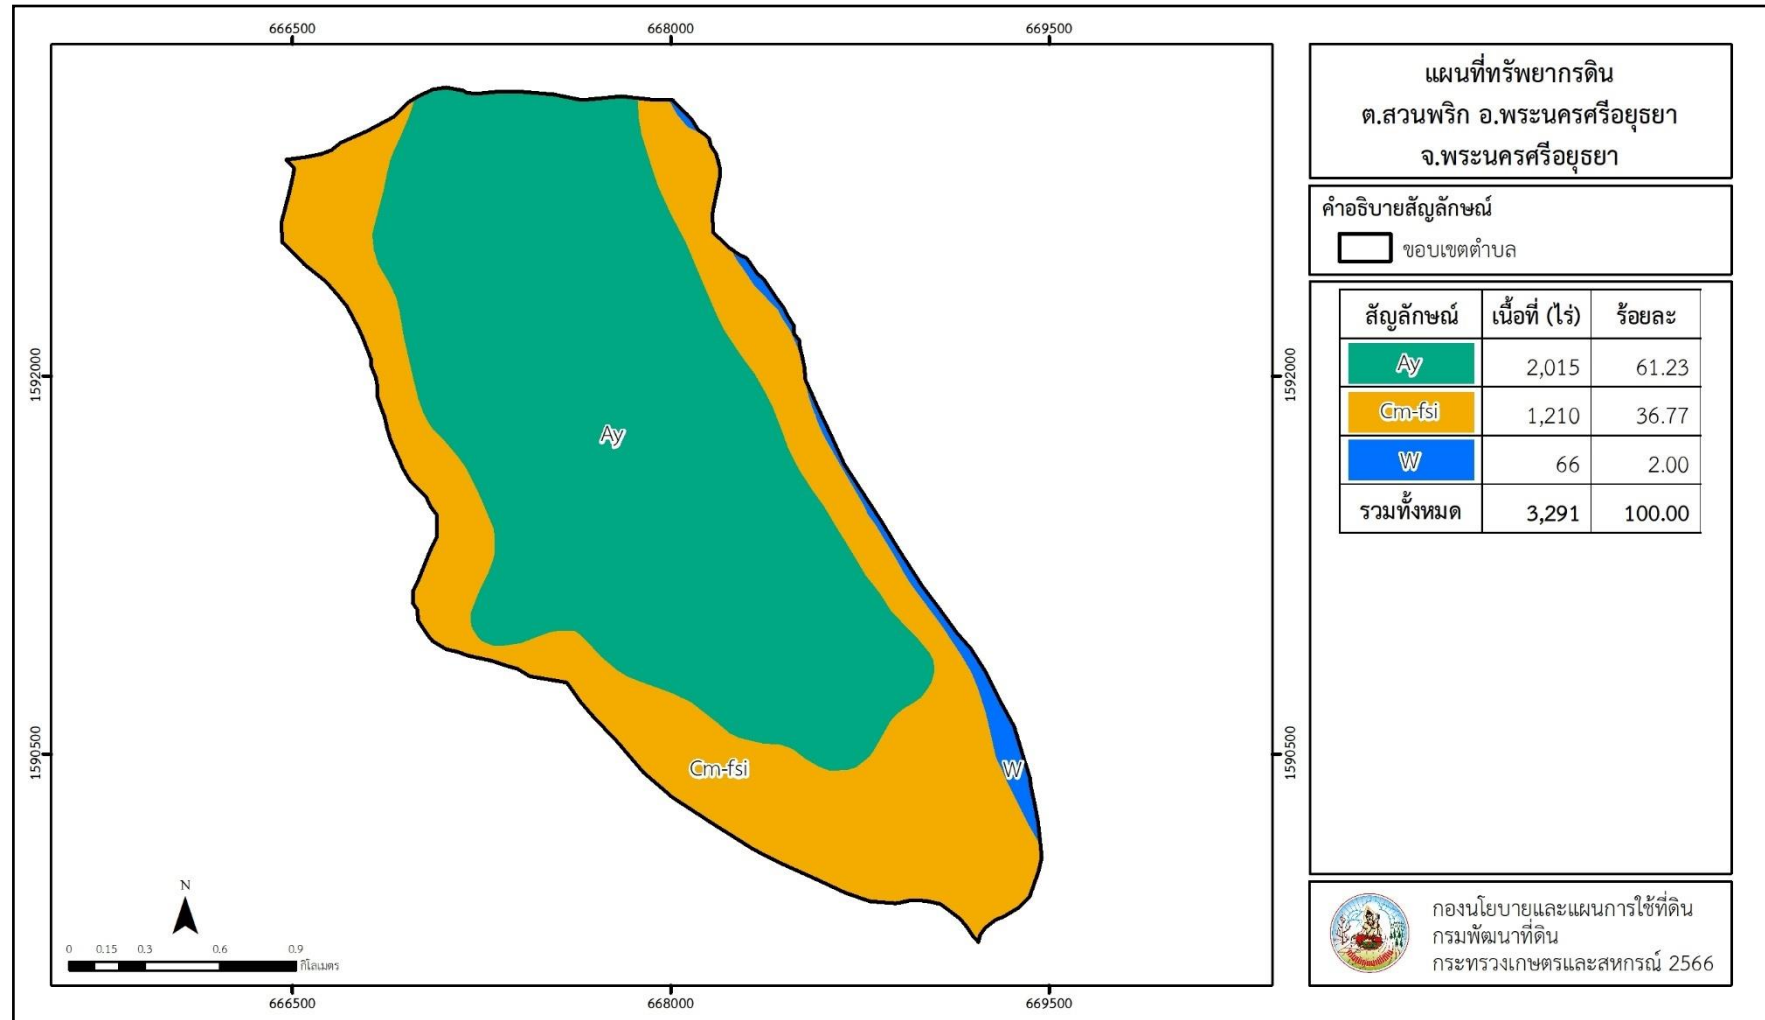 666500 668000 669500
1592000
1590500
Ay
Cm-fsi
W
N
0 0.15 0.3 0.6 0.9
กิโลเมตร
1592000
1590500
666500 668000 669500
แผนที่ทรัพยากรดิน
ต.สวนพริก อ.พระนครศรีอยุธยา
จ.พระนครศรีอยุธยา
คำอธิบายสัญลักษณ์
ขอบเขตตำบล
สัญลักษณ์ เนื้อที่ (ไร่) ร้อยละ
Ay 2,015 61.23
Cm-fsi 1,210 36.77
W 66 2.00
รวมทั้งหมด 3,291 100.00
กองนโยบายและแผนการใช้ที่ดิน
กรมพัฒนาที่ดิน
กระทรวงเกษตรและสหกรณ์ 2566